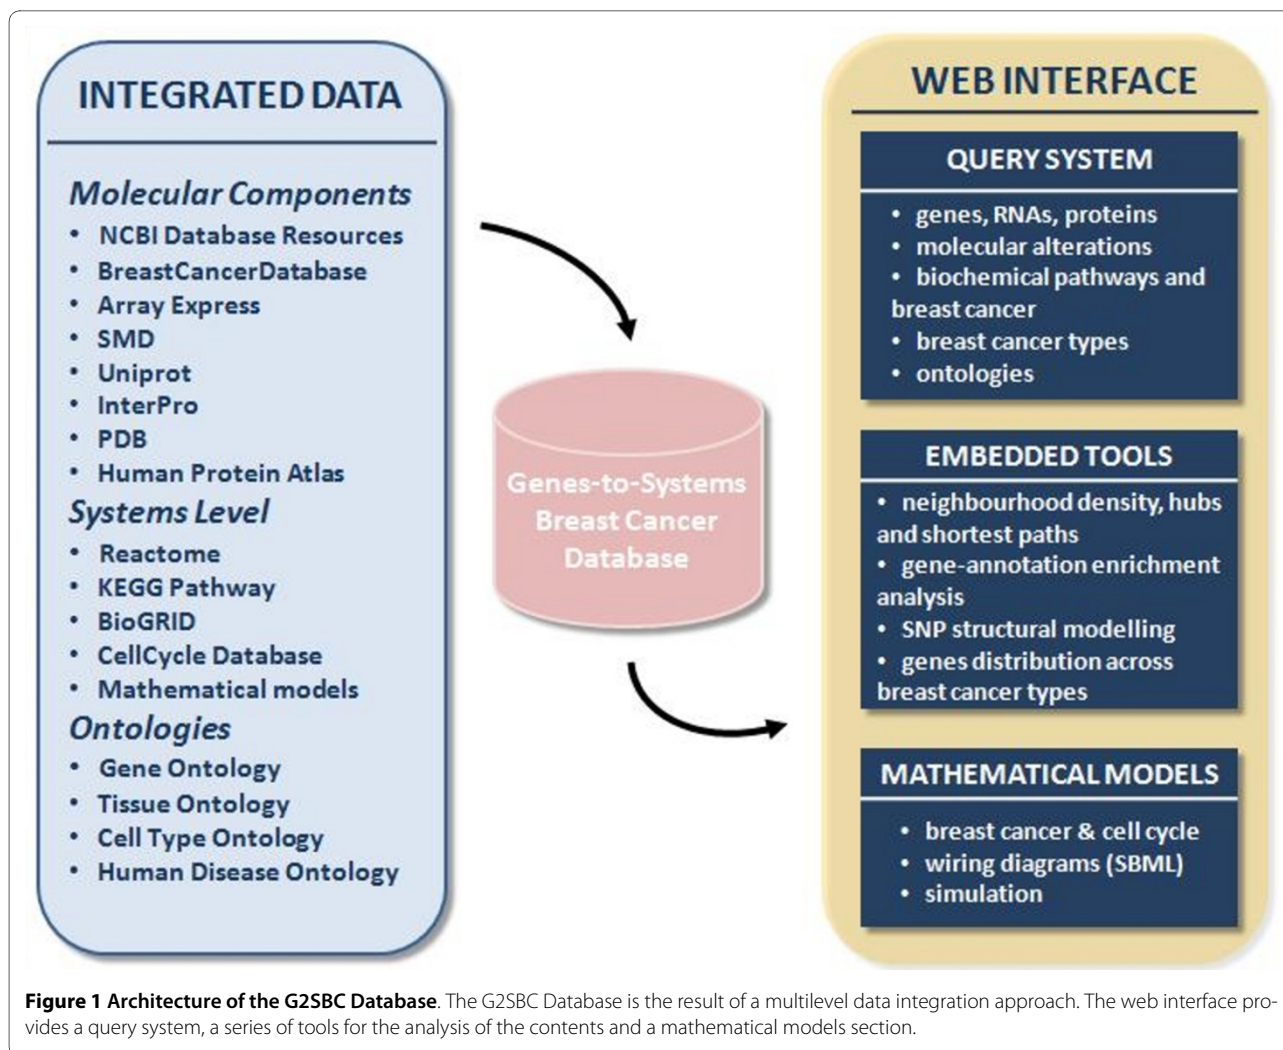 INTEGRATED DATA
Molecular Components
• NCBI Database Resources
• BreastCancerDatabase
• Array Express
• SMD
• Uniprot
• InterPro
• PDB
• Human Protein Atlas
Systems Level
• Reactome
• KEGG Pathway
• BioGRID
• CellCycle Database
• Mathematical models
Ontologies
• Gene Ontology
• Tissue Ontology
• Cell Type Ontology
• Human Disease Ontology
Genes-to-Systems
Breast Cancer
Database
WEB INTERFACE
QUERY SYSTEM
• genes, RNAs, proteins
• molecular alterations
• biochemical pathways and
breast cancer
• breast cancer types
• ontologies
EMBEDDED TOOLS
• neighbourhood density, hubs
and shortest paths
• gene-annotation enrichment
analysis
• SNP structural modelling
• genes distribution across
breast cancer types
MATHEMATICAL MODELS
• breast cancer & cell cycle
• wiring diagrams (SBML)
• simulation
Figure 1 Architecture of the G2SBC Database. The G2SBC Database is the result of a multilevel data integration approach. The web interface pro-
vides a query system, a series of tools for the analysis of the contents and a mathematical models section.